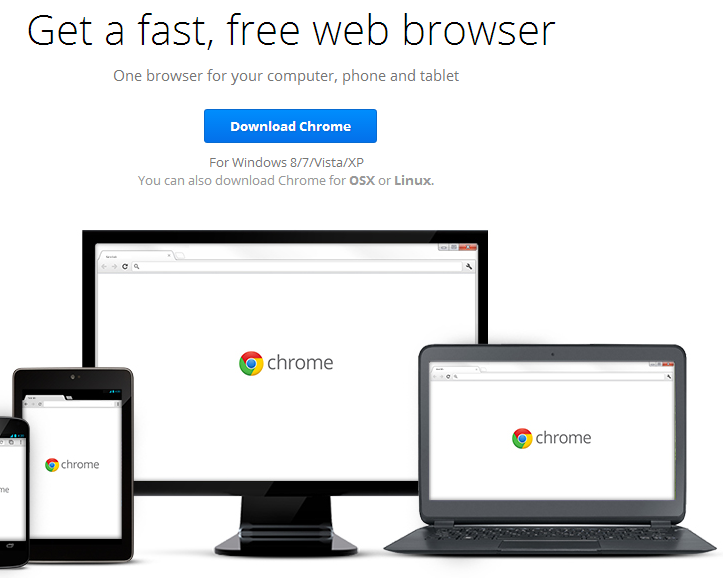 Get a fast, free web browser
One browser for your computer, phone and tablet
Download Chrome
For Windows 8/7/Vista/XP
You can also download Chrome for OSX or Linux.
chrome
chrome
chrome